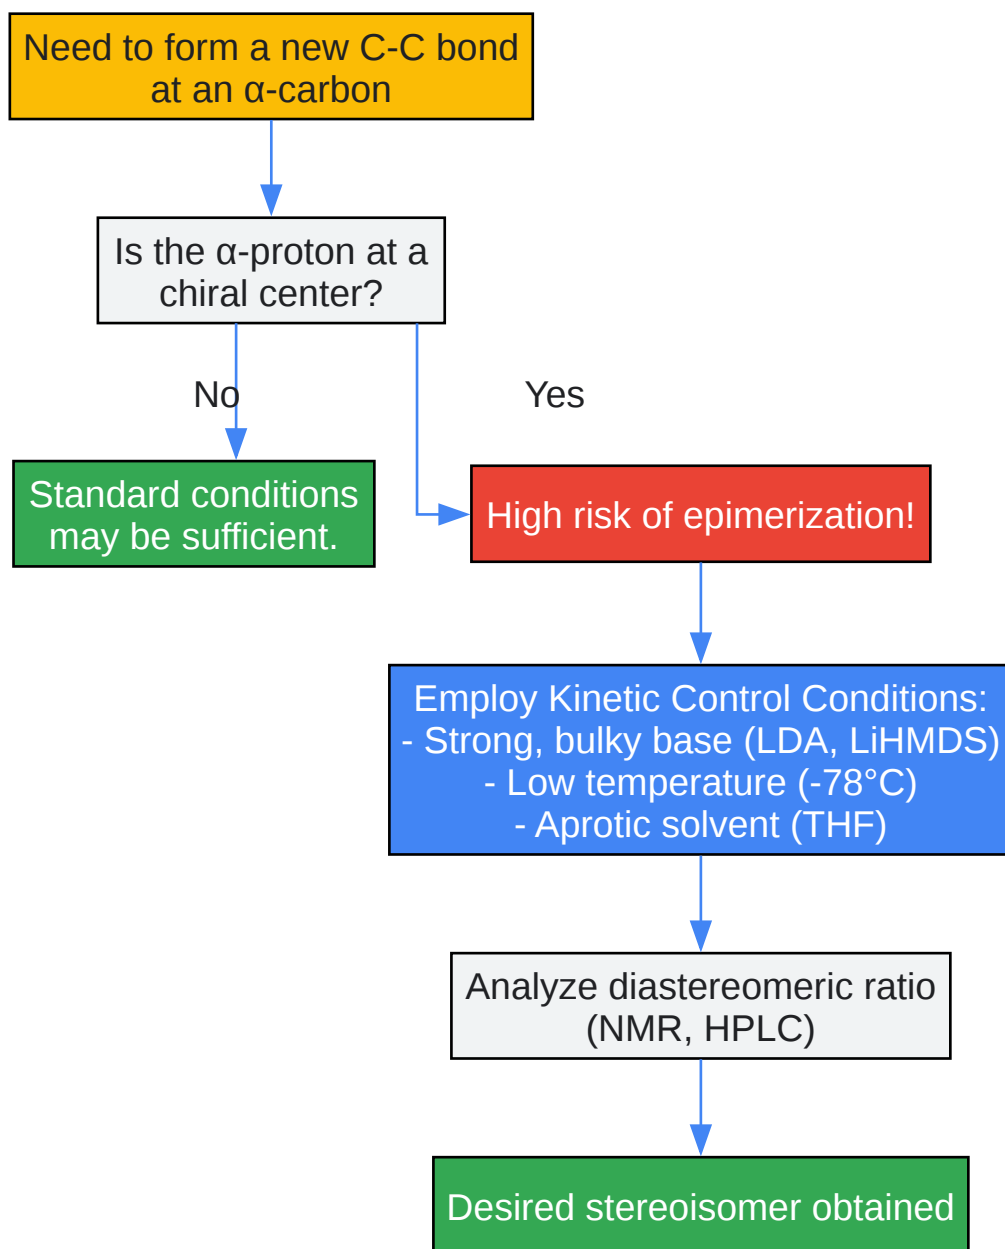 Need to form a new C-C bond
at an α-carbon
Is the α-proton at a
chiral center?
No
Yes
Standard conditions
may be sufficient.
High risk of epimerization!
Employ Kinetic Control Conditions:
- Strong, bulky base (LDA, LiHMDS)
- Low temperature (-78°C)
- Aprotic solvent (THF)
Analyze diastereomeric ratio
(NMR, HPLC)
Desired stereoisomer obtained